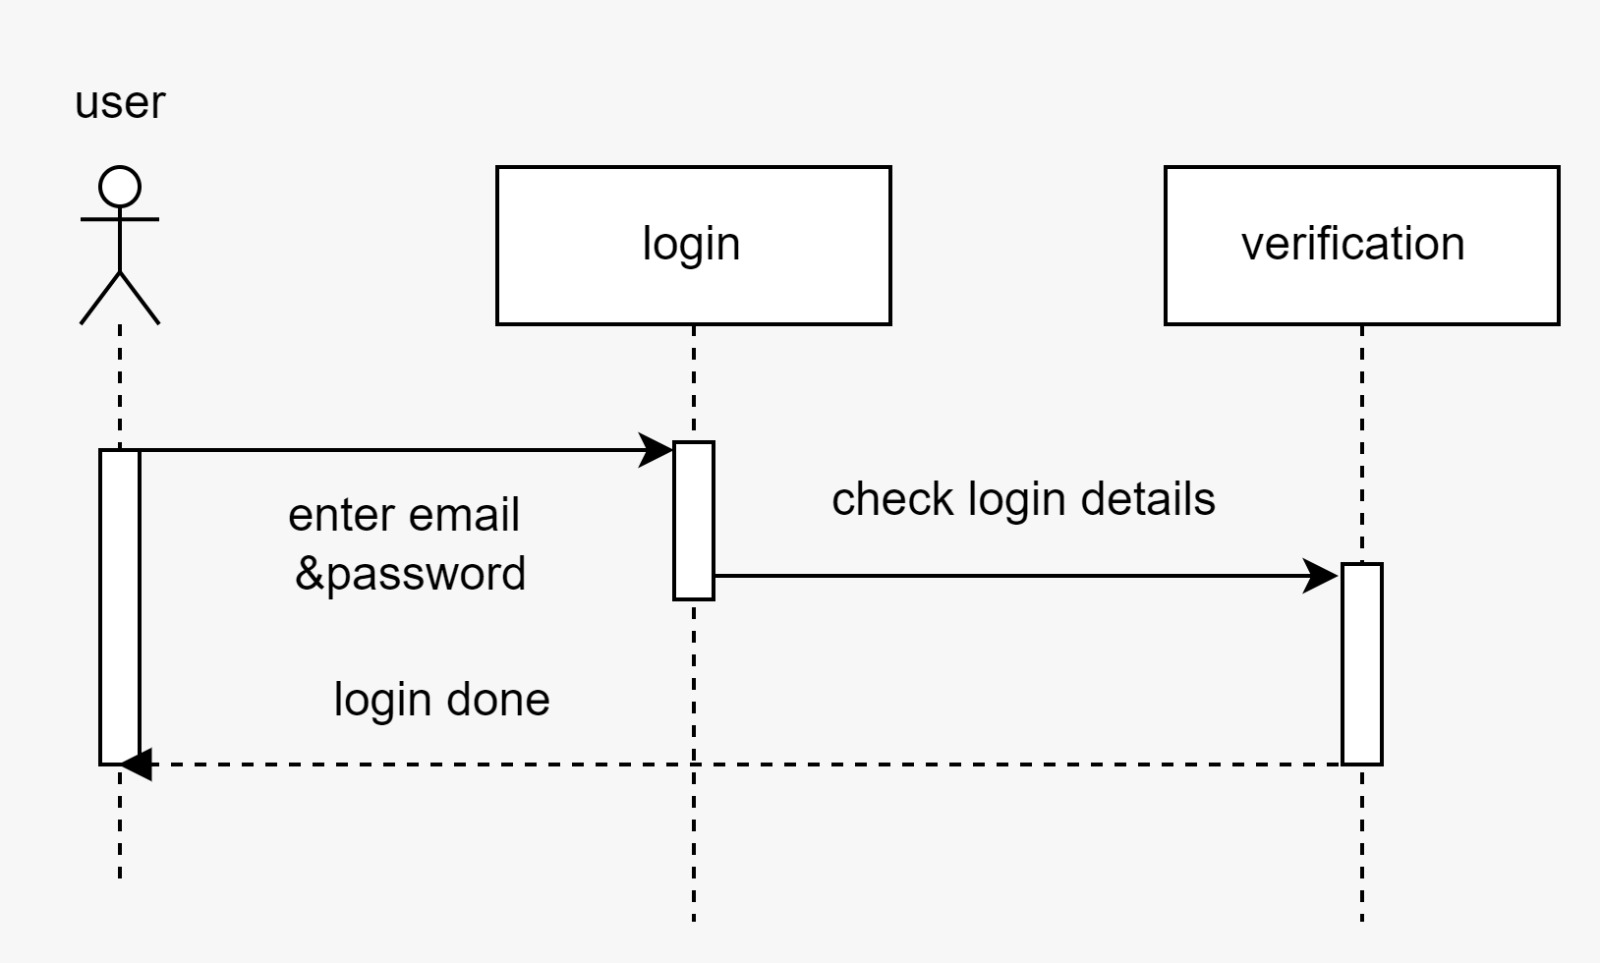 user
login
verification
enter email
&password
check login details
login done